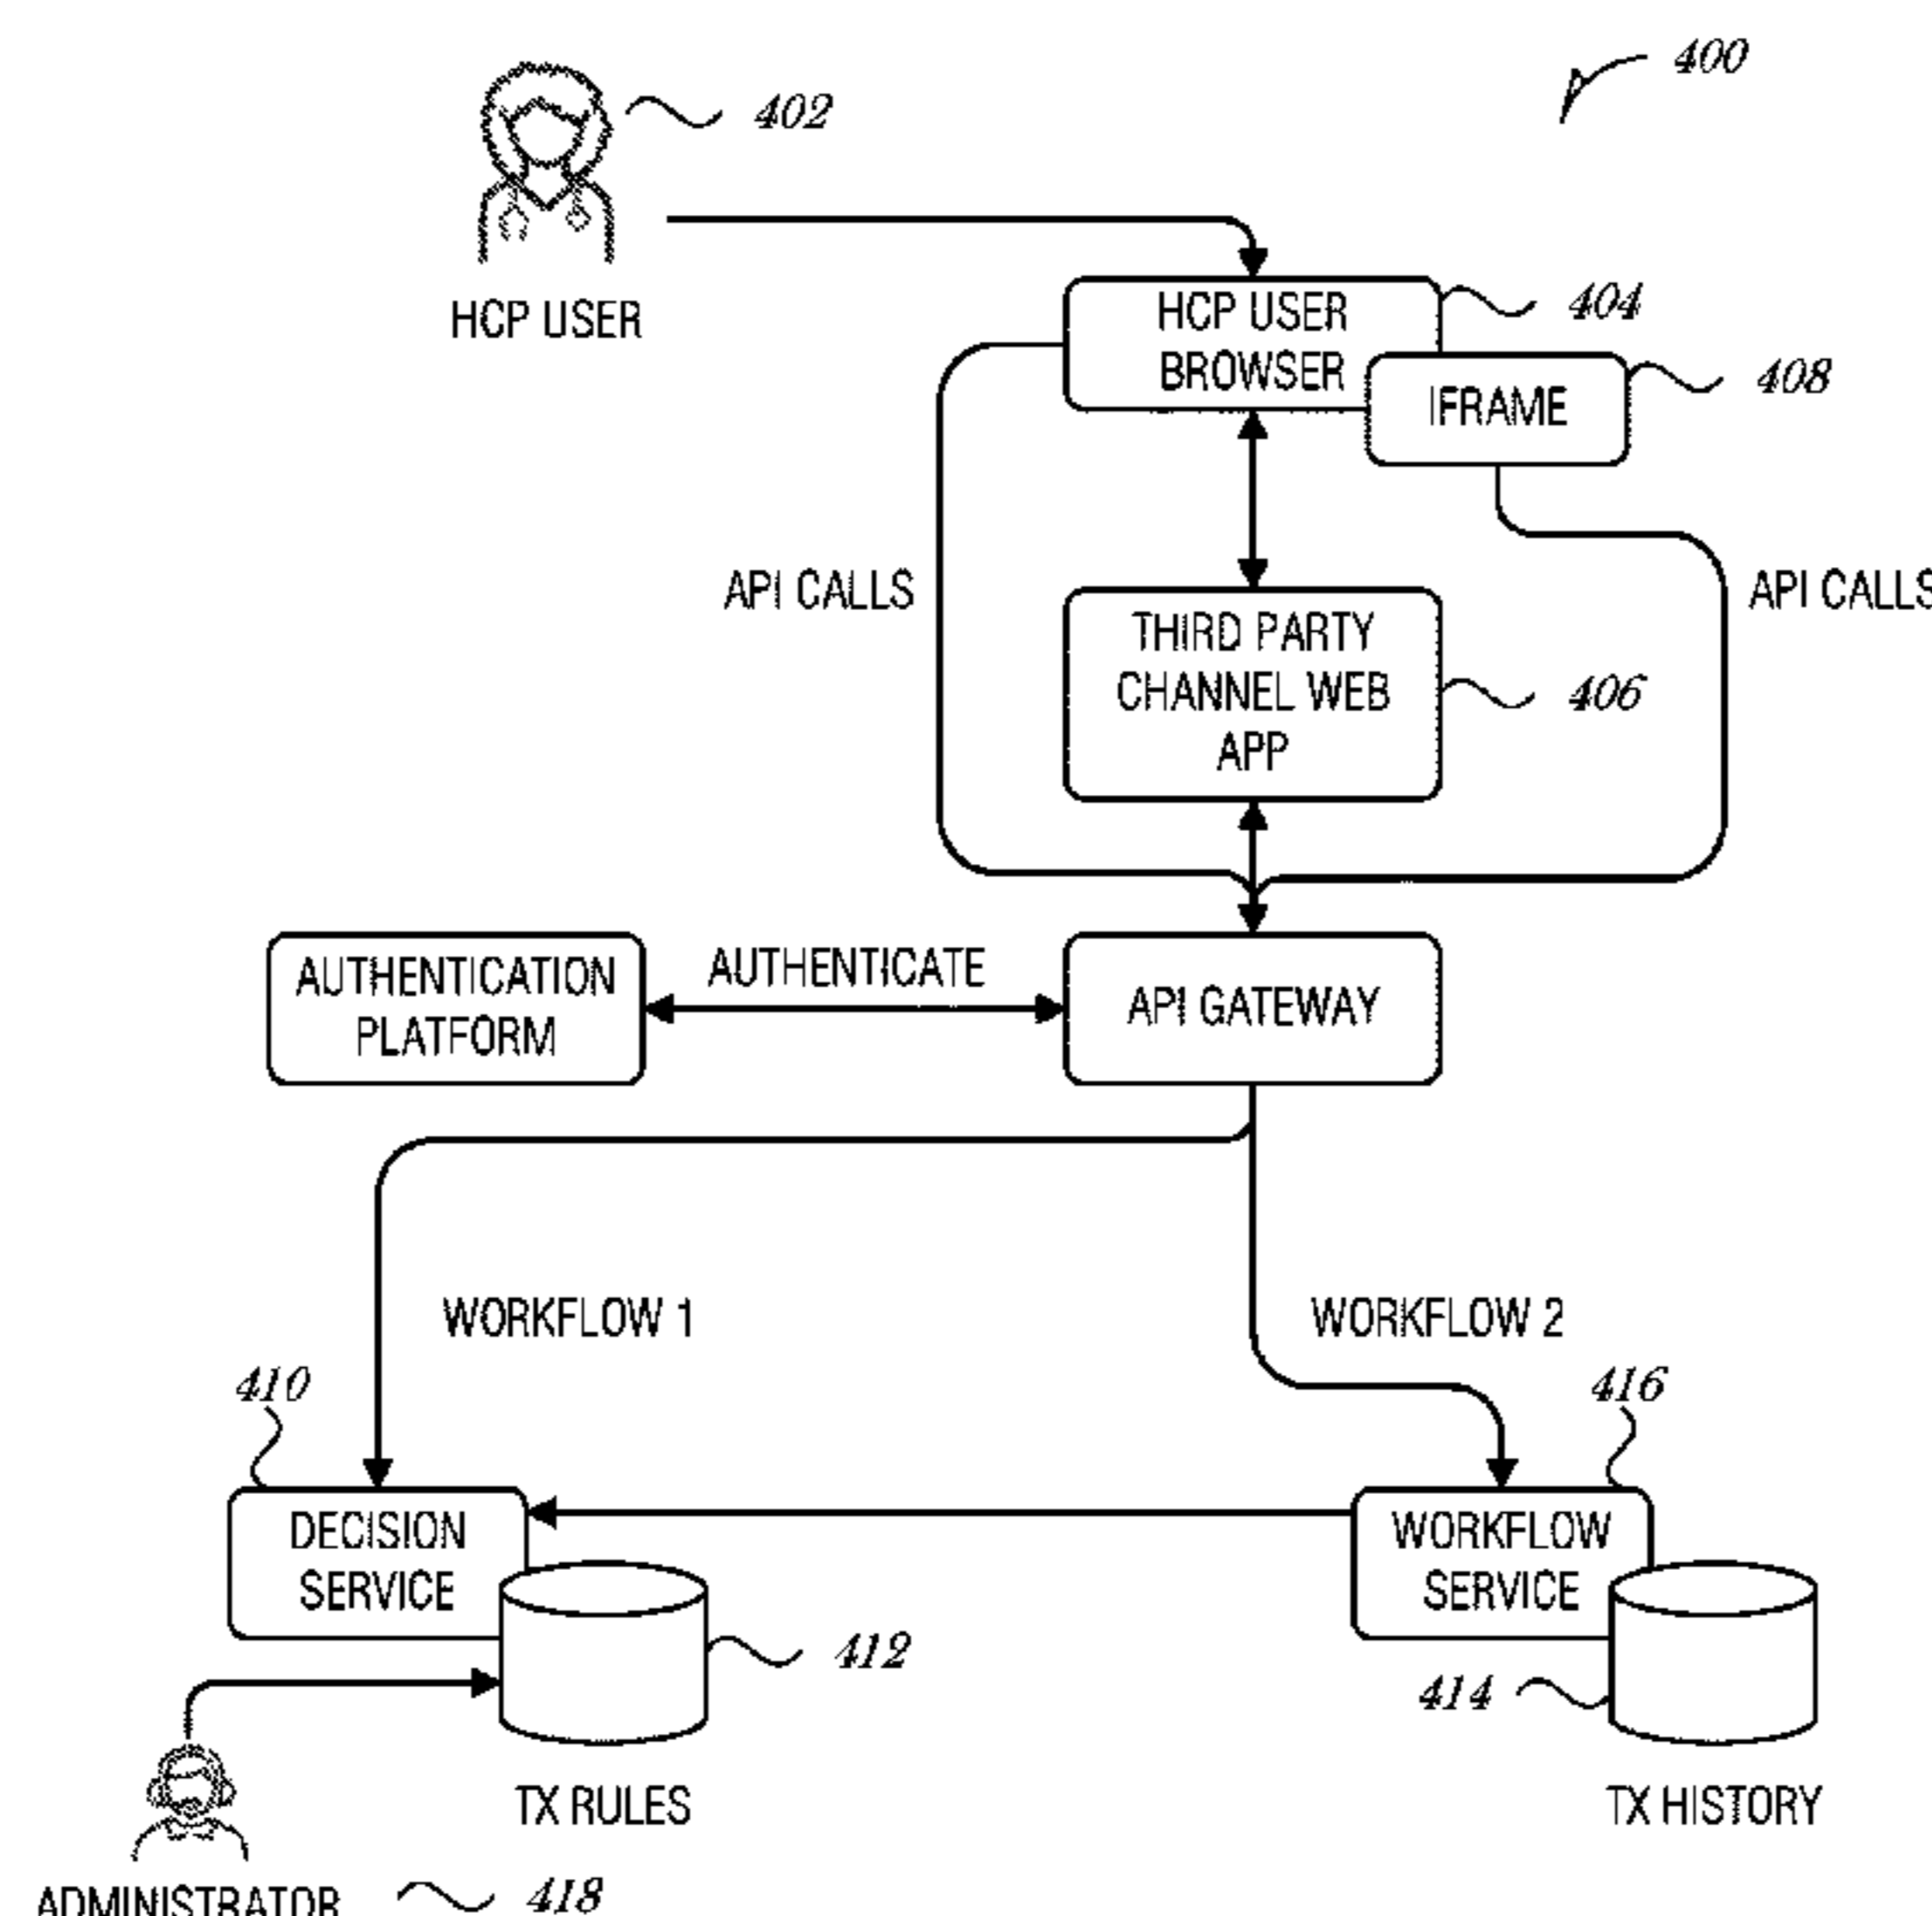 400
402
HCP USER
HCP USER
BROWSER
404
IFRAME
408
API CALLS
API CALLS
THIRD PARTY
CHANNEL WEB
APP
406
AUTHENTICATION
PLATFORM
AUTHENTICATE
API GATEWAY
WORKFLOW 1
WORKFLOW 2
410
416
DECISION
SERVICE
WORKFLOW
SERVICE
412
414
TX RULES
TX HISTORY
ADMINISTRATOR
418